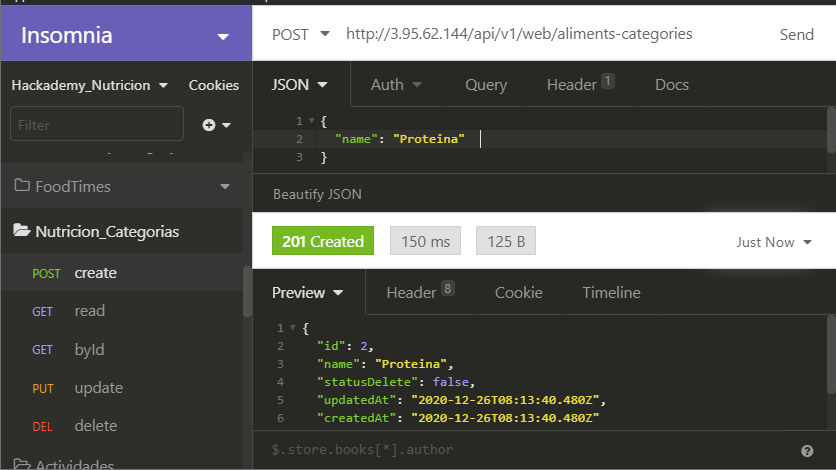 Insomnia
POST http://3.95.62.144/api/v1/web/aliments-categories Send
Hackademy_Nutricion Cookies
Filter
JSON Auth Query Header 1 Docs
1 {
2 "name": "Proteina"
3 }
Beautify JSON
FoodTimes
Nutricion_Categorias
POST create
GET read
GET byId
PUT update
DEL delete
Actividades
201 Created 150 ms 125 B Just Now
Preview Header 8 Cookie Timeline
1 {
2 "id": 2,
3 "name": "Proteina",
4 "statusDelete": false,
5 "updatedAt": "2020-12-26T08:13:40.480Z",
6 "createdAt": "2020-12-26T08:13:40.480Z"
$.store.books[*].author